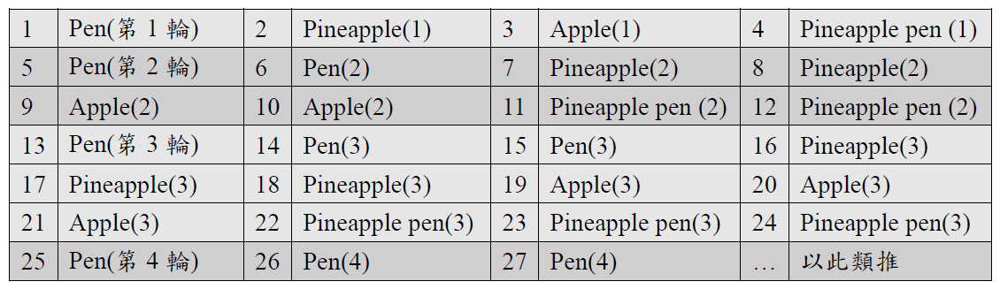 1 Pen(第 1 輪) 2 Pineapple(1) 3 Apple(1) 4 Pineapple pen (1)
5 Pen(第 2 輪) 6 Pen(2) 7 Pineapple(2) 8 Pineapple(2)
9 Apple(2) 10 Apple(2) 11 Pineapple pen (2) 12 Pineapple pen (2)
13 Pen(第 3 輪) 14 Pen(3) 15 Pen(3) 16 Pineapple(3)
17 Pineapple(3) 18 Pineapple(3) 19 Apple(3) 20 Apple(3)
21 Apple(3) 22 Pineapple pen(3) 23 Pineapple pen(3) 24 Pineapple pen(3)
25 Pen(第 4 輪) 26 Pen(4) 27 Pen(4) … 以此類推